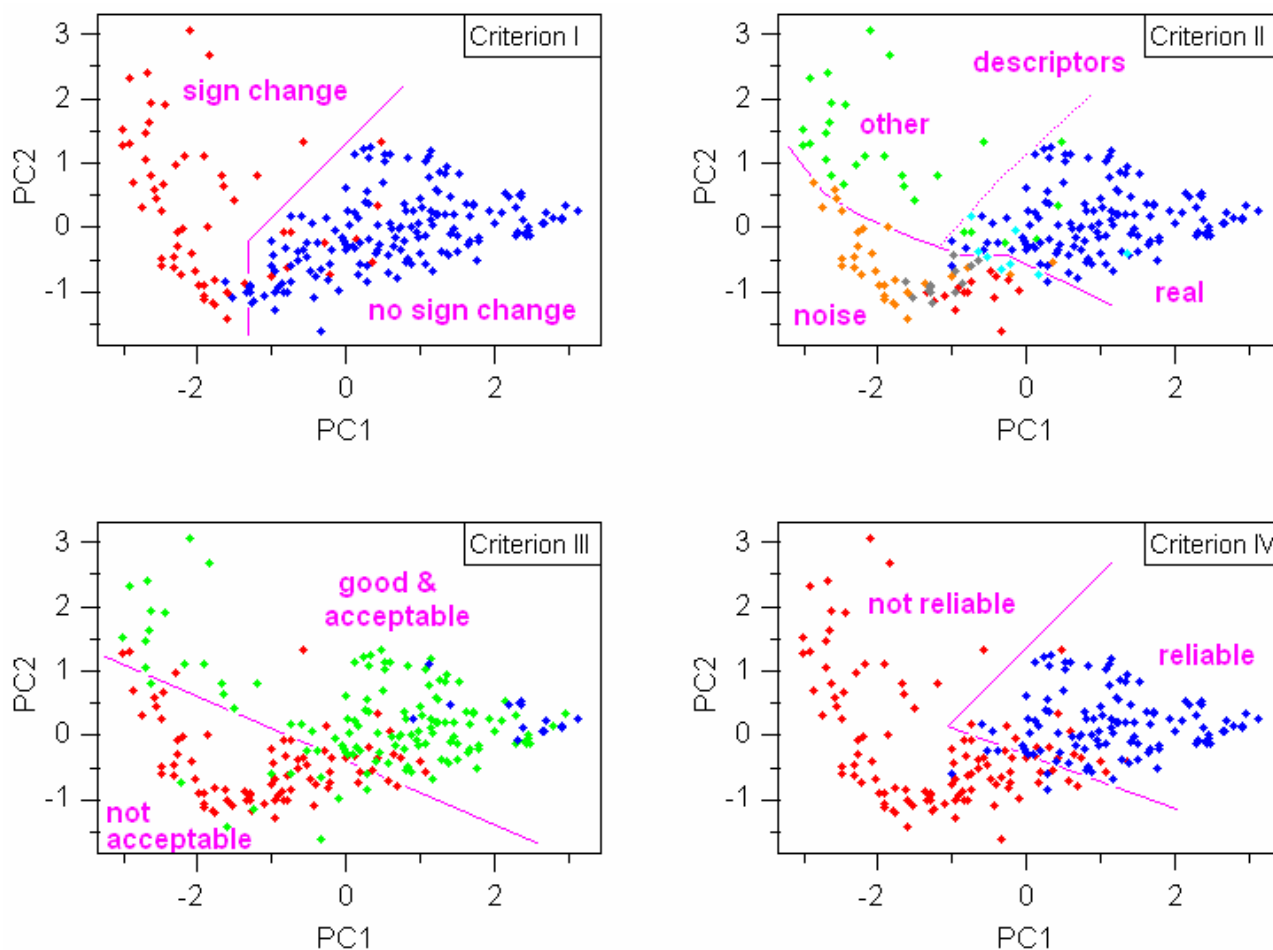 Criterion I
sign change
no sign change
3
2
1
0
-1
PC2
-2
0
2
PC1
Criterion II
descriptors
other
noise
real
3
2
1
0
-1
PC2
-2
0
2
PC1
Criterion III
good &
acceptable
not
acceptable
3
2
1
0
-1
PC2
-2
0
2
PC1
Criterion IV
not reliable
reliable
3
2
1
0
-1
PC2
-2
0
2
PC1